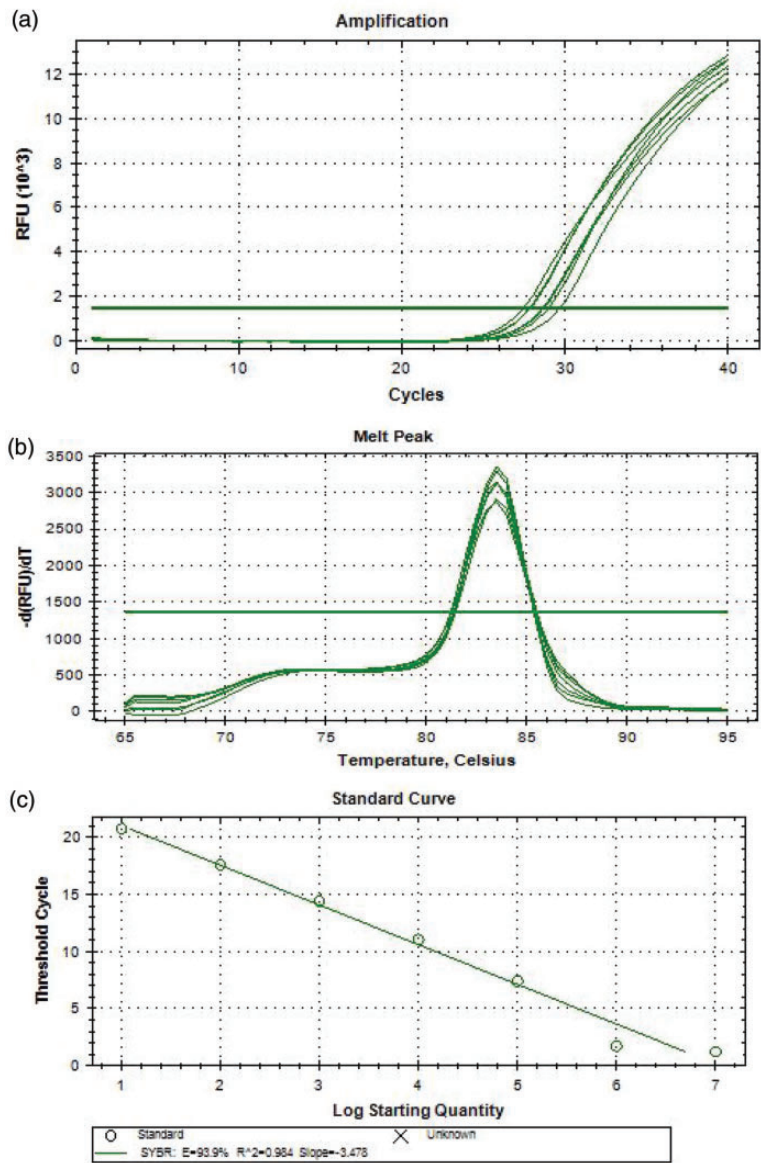 (a)
Amplification
12
10
8
6
4
2
0
RFU (10^3)
0 10 20 30 40
Cycles
(b)
Melt Peak
3500
3000
2500
2000
1500
1000
500
0
-d(RFU)/dT
65 70 75 80 85 90 95
Temperature, Celsius
(c)
Standard Curve
20
15
10
5
0
Threshold Cycle
1 2 3 4 5 6 7
Log Starting Quantity
Standard Unknown
SYBR: E=93.9% R^2=0.984 Slope=-3.478